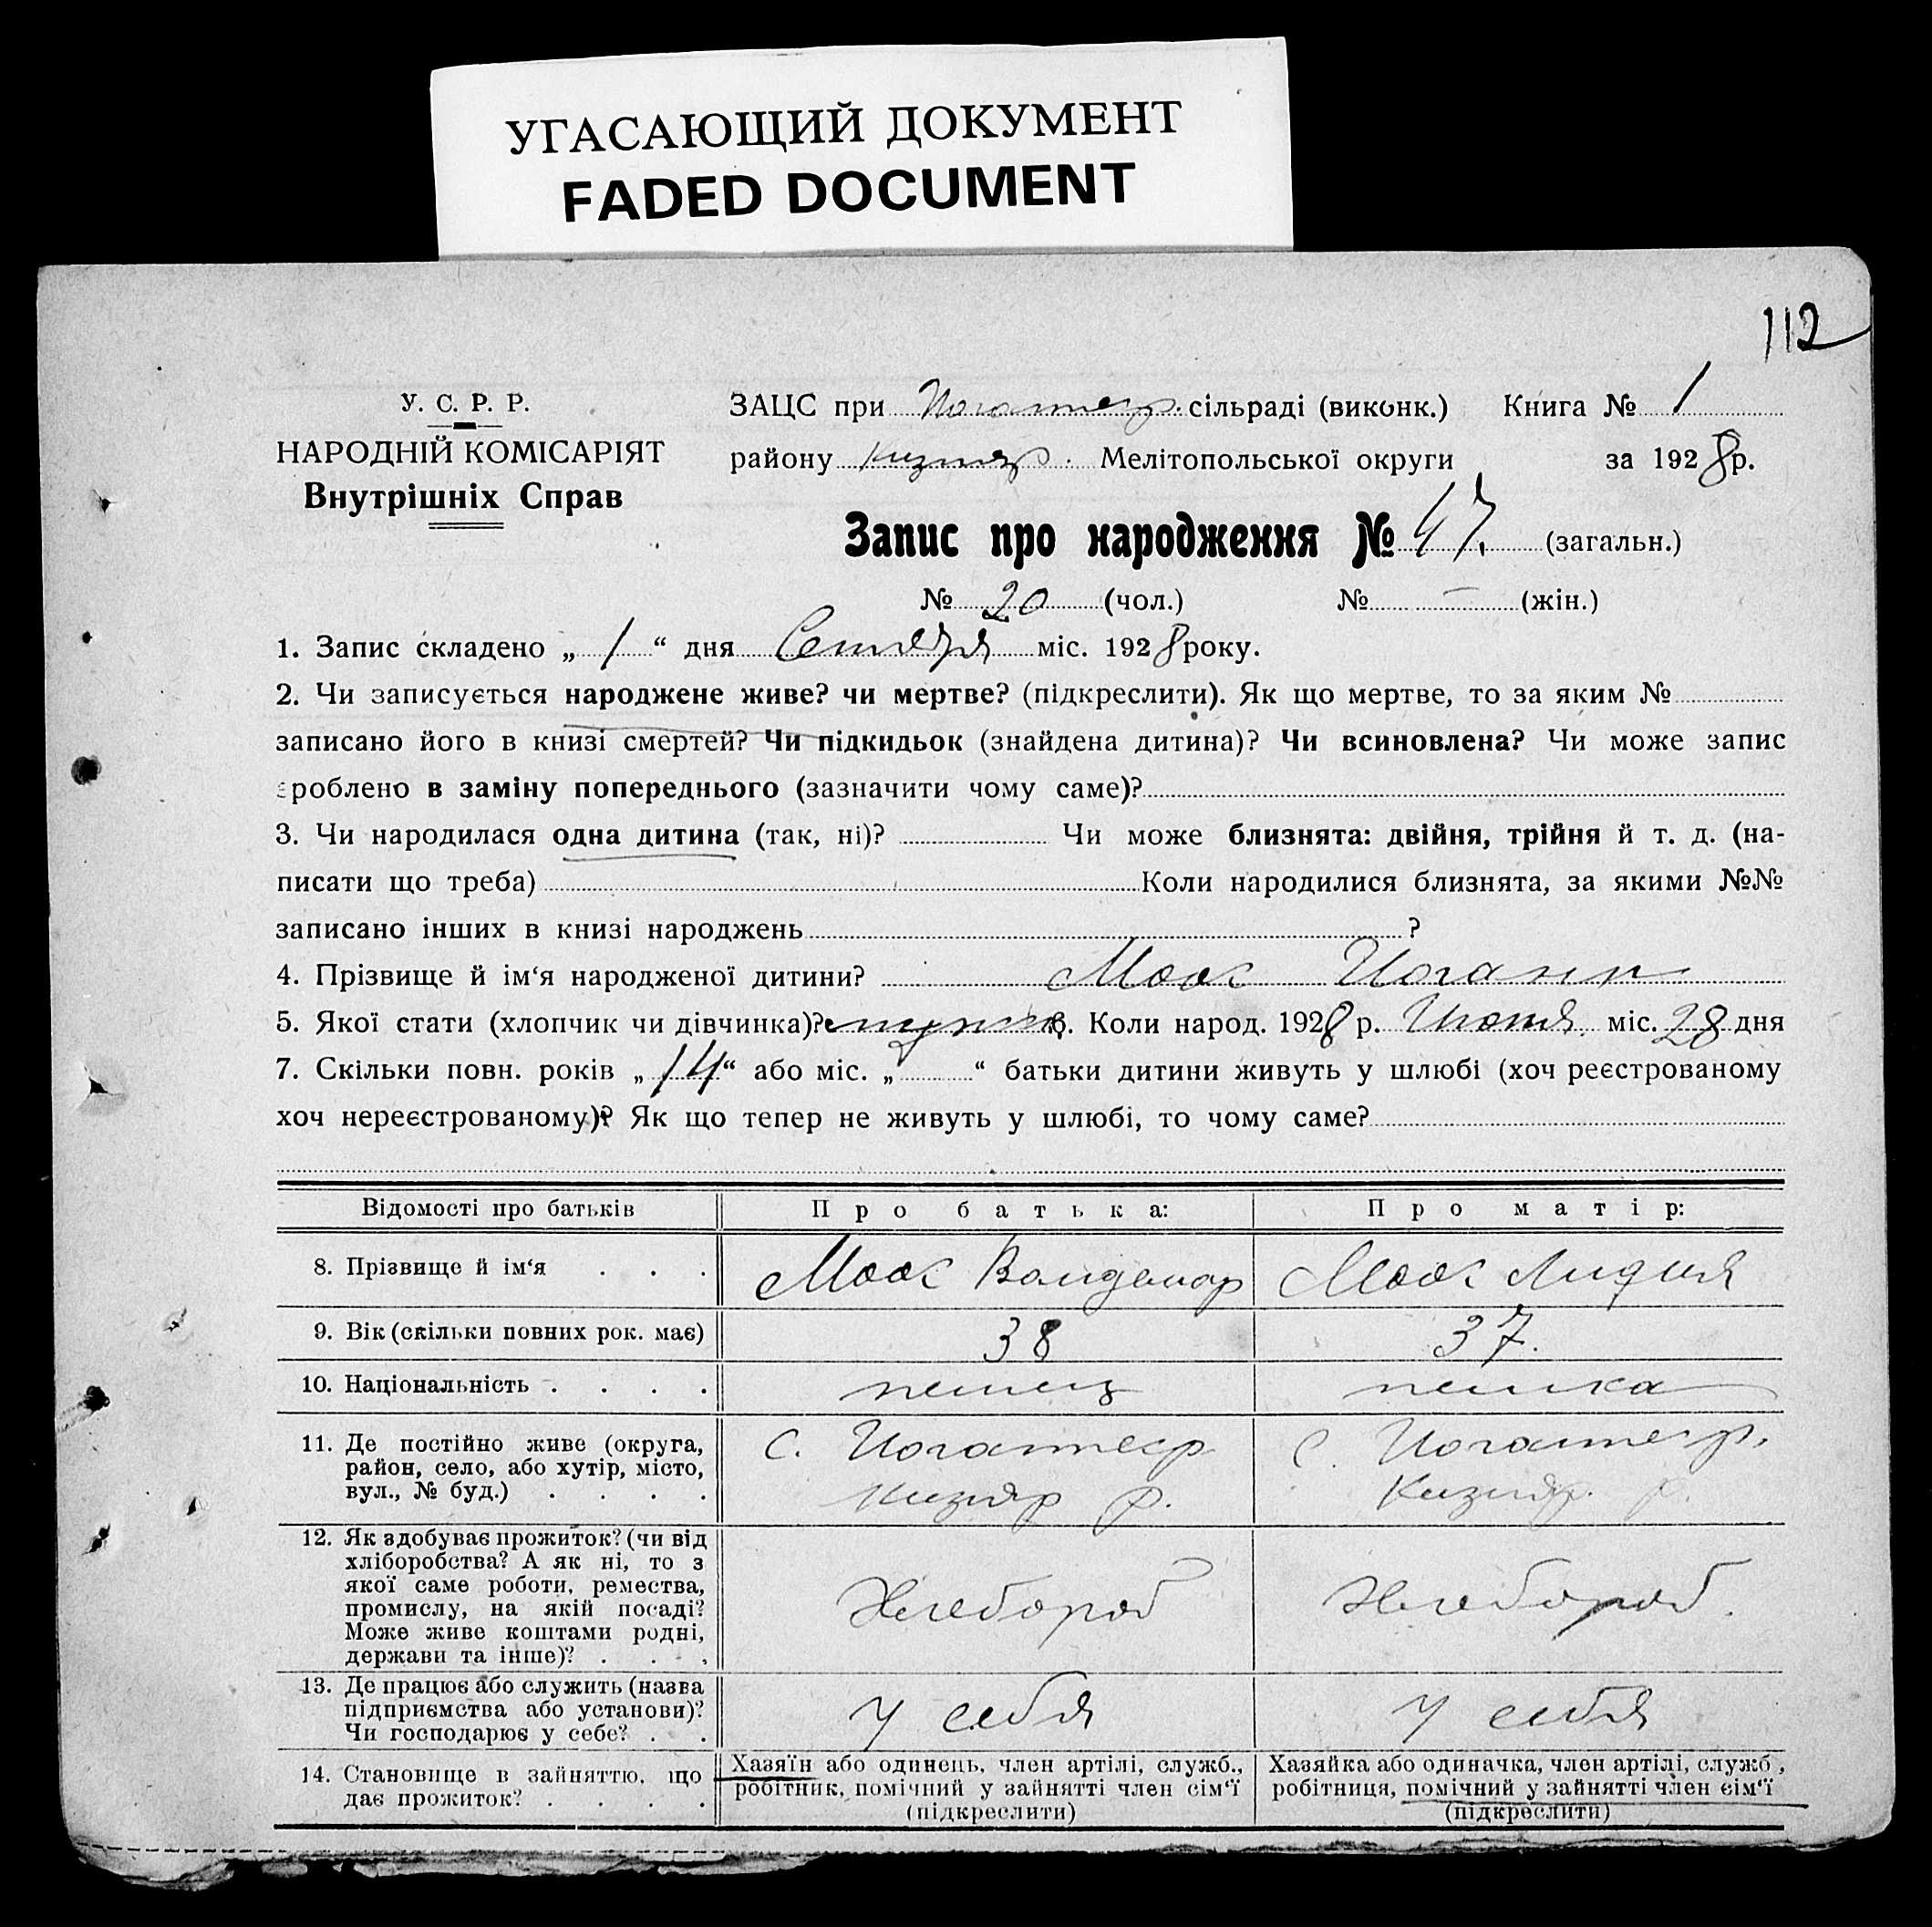 УГАСАЮЩИЙ ДОКУМЕНТ
FADED DOCUMENT
112
У. С. Р. Р.
НАРОДНІЙ КОМІСАРІЯТ
Внутрішніх Справ
ЗАЦС при Иогантеср. сільраді (виконк.) Книга № 1
району Кизияр. Мелітопольської округи за 1928р.
Запис про народження № 47. (загальн.)
№ 20 (чол.) № — (жін.)
1. Запис складено „ 1 “ дня міс. 1928 року.
2. Чи записується народжене живе? чи мертве? (підкреслити). Як що мертве, то за яким №
записано його в книзі смертей? Чи підкидьок (знайдена дитина)? Чи всиновлена? Чи може запис
зроблено в заміну попереднього (зазначити чому саме)?
3. Чи народилася одна дитина (так, ні)? Чи може близнята: двійня, трійня й т. д. (на-
писати що треба) Коли народилися близнята, за якими №№
записано інших в книзі народжень ?
4. Прізвище й ім‘я народженої дитини? Маас Иоганн
5. Якої стати (хлопчик чи дівчинка)? 6. Коли народ. 1928 р. міс. 28 дня
7. Скільки повн. років „ 14 “ або міс. „ “ батьки дитини живуть у шлюбі (хоч реєстрованому
хоч нереєстрованому)? Як що тепер не живуть у шлюбі, то чому саме?
Відомості про батьків Про батька: Про матір:
8. Прізвище й ім‘я . . . Маас Валдемар Маас Лидия
9. Вік (скільки повних рок. має) 38 37.
10. Національність . . . . немец немка
11. Де постійно живе (округа,
район, село, або хутір, місто,
вул., № буд.) . . . .
с. Иогантеср
Кизияр р.
с. Иогантеср.
Кизияр. р.
12. Як здобуває прожиток? (чи від
хліборобства? А як ні, то з
якої саме роботи, ремества,
промислу, на якій посаді?
Може живе коштами родні,
держави та інше)? . . .
Хлебороб
Хлебороб.
13. Де працює або служить (назва
підприємства або установи)?
Чи господарює у себе? . .
у себя
у себя
14. Становище в зайняттю, що
дає прожиток? . . . .
Хазяїн або одинець, член артілі, служб.,
робітник, помічний у зайнятті член сім‘ї
(підкреслити)
Хазяйка або одиначка, член артілі, служб,
робітниця, помічний у зайнятті член сім‘ї
(підкреслити)